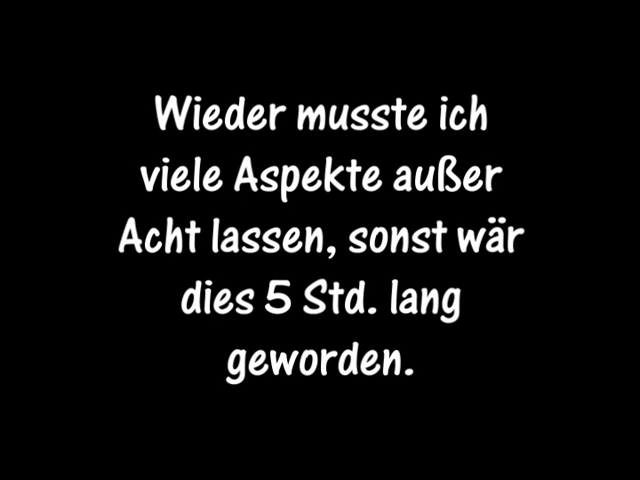 Wieder musste ich
viele Aspekte außer
Acht lassen, sonst wär
dies 5 Std. lang
geworden.